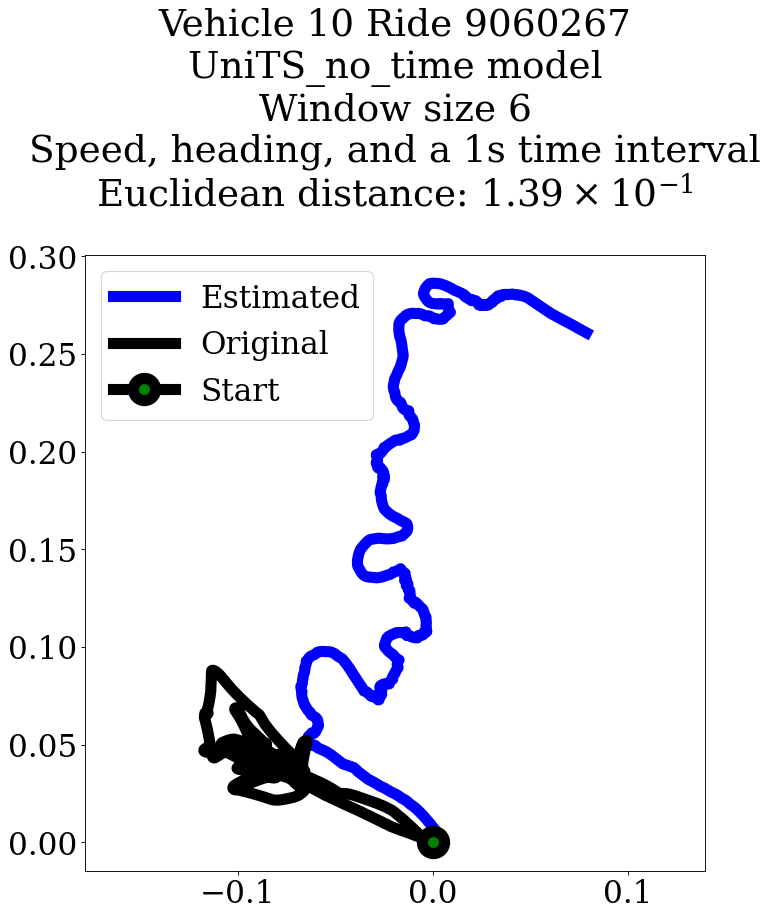 Vehicle 10 Ride 9060267
UniTS_no_time model
Window size 6
Speed, heading, and a 1s time interval
Euclidean distance: 1.39 × 10⁻¹
0.30
0.25
0.20
0.15
0.10
0.05
0.00
Estimated
Original
Start
−0.1
0.0
0.1